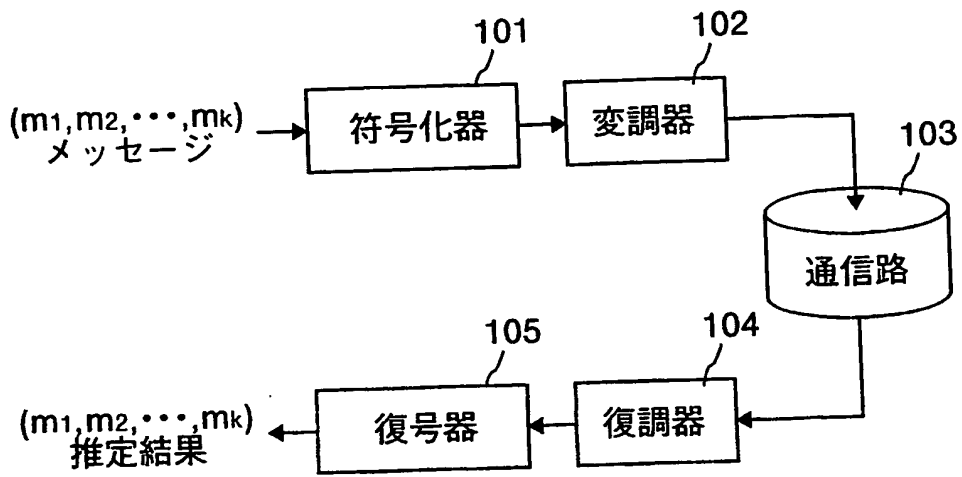 101
102
(m1,m2,・・・,mk)
メッセージ
符号化器
変調器
103
通信路
105
104
(m1,m2,・・・,mk)
推定結果
復号器
復調器